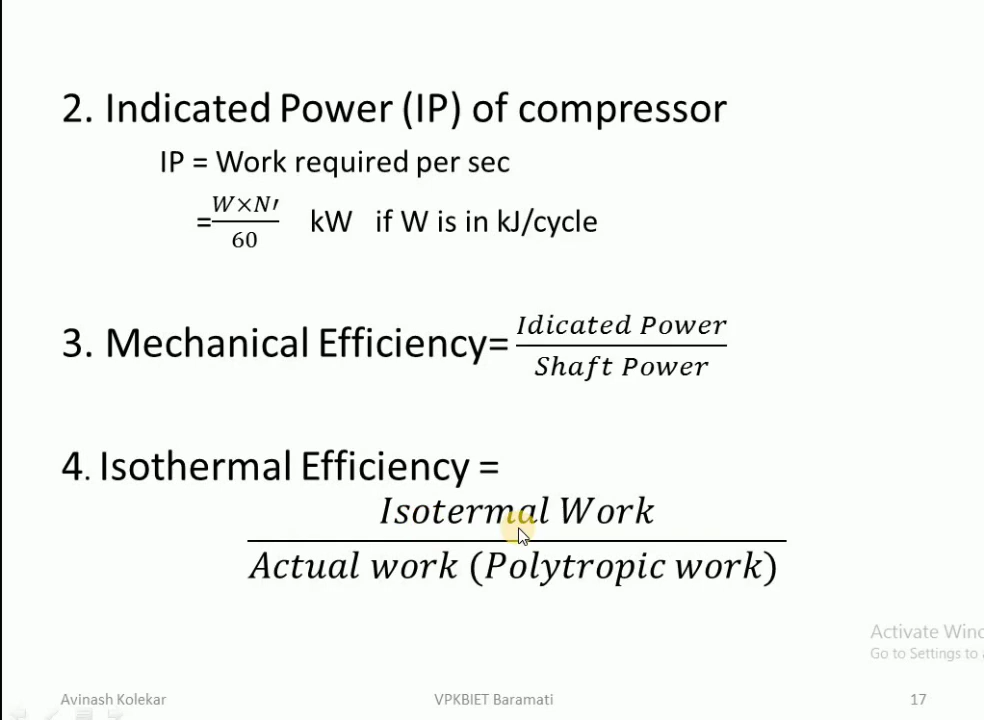 2. Indicated Power (IP) of compressor
IP = Work required per sec
=W×N′/60 kW if W is in kJ/cycle
3. Mechanical Efficiency= Idicated Power / Shaft Power
4. Isothermal Efficiency =
Isotermal Work
Actual work (Polytropic work)
Activate Winc
Go to Settings to
Avinash Kolekar VPKBIET Baramati 17